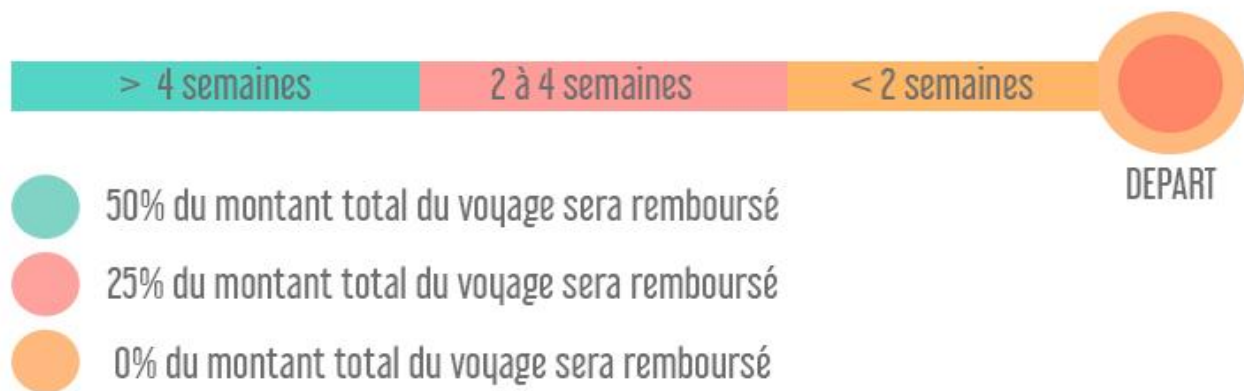 > 4 semaines
2 à 4 semaines
< 2 semaines
DEPART
50% du montant total du voyage sera remboursé
25% du montant total du voyage sera remboursé
0% du montant total du voyage sera remboursé